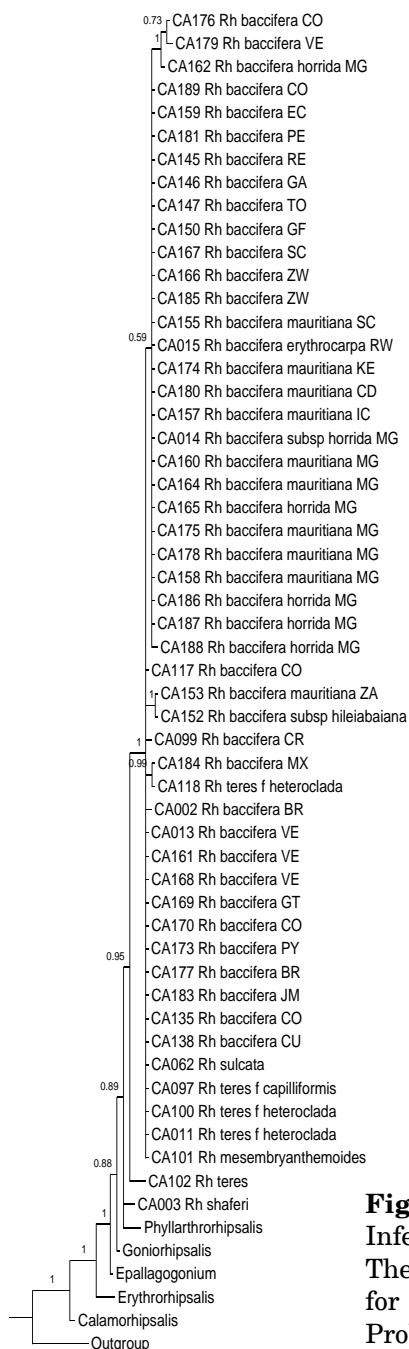 0.73
CA176 Rh baccifera CO
CA179 Rh baccifera VE
1
CA162 Rh baccifera horrida MG
CA189 Rh baccifera CO
CA159 Rh baccifera EC
CA181 Rh baccifera PE
CA145 Rh baccifera RE
CA146 Rh baccifera GA
CA147 Rh baccifera TO
CA150 Rh baccifera GF
CA167 Rh baccifera SC
CA166 Rh baccifera ZW
CA185 Rh baccifera ZW
CA155 Rh baccifera mauritiana SC
0.59
CA015 Rh baccifera erythrocarpa RW
CA174 Rh baccifera mauritiana KE
CA180 Rh baccifera mauritiana CD
CA157 Rh baccifera mauritiana IC
CA014 Rh baccifera subsp horrida MG
CA160 Rh baccifera mauritiana MG
CA164 Rh baccifera mauritiana MG
CA165 Rh baccifera horrida MG
CA175 Rh baccifera mauritiana MG
CA178 Rh baccifera mauritiana MG
CA158 Rh baccifera mauritiana MG
CA186 Rh baccifera horrida MG
CA187 Rh baccifera horrida MG
CA188 Rh baccifera horrida MG
CA117 Rh baccifera CO
1
CA153 Rh baccifera mauritiana ZA
CA152 Rh baccifera subsp hileiabaiana
1
CA099 Rh baccifera CR
0.99
CA184 Rh baccifera MX
CA118 Rh teres f heteroclada
CA002 Rh baccifera BR
CA013 Rh baccifera VE
CA161 Rh baccifera VE
CA168 Rh baccifera VE
CA169 Rh baccifera GT
CA170 Rh baccifera CO
CA173 Rh baccifera PY
0.95
CA177 Rh baccifera BR
CA183 Rh baccifera JM
CA135 Rh baccifera CO
CA138 Rh baccifera CU
CA062 Rh sulcata
0.89
CA097 Rh teres f capilliformis
CA100 Rh teres f heteroclada
CA011 Rh teres f heteroclada
CA101 Rh mesembryanthemoides
0.88
CA102 Rh teres
CA003 Rh shaferi
1
Phyllarthrorhipsalis
Goniorhipsalis
1
Epallagogonium
1
Erythrorhipsalis
Calamorhipsalis
Outgroup
Fig
Infe
The
for
Pro